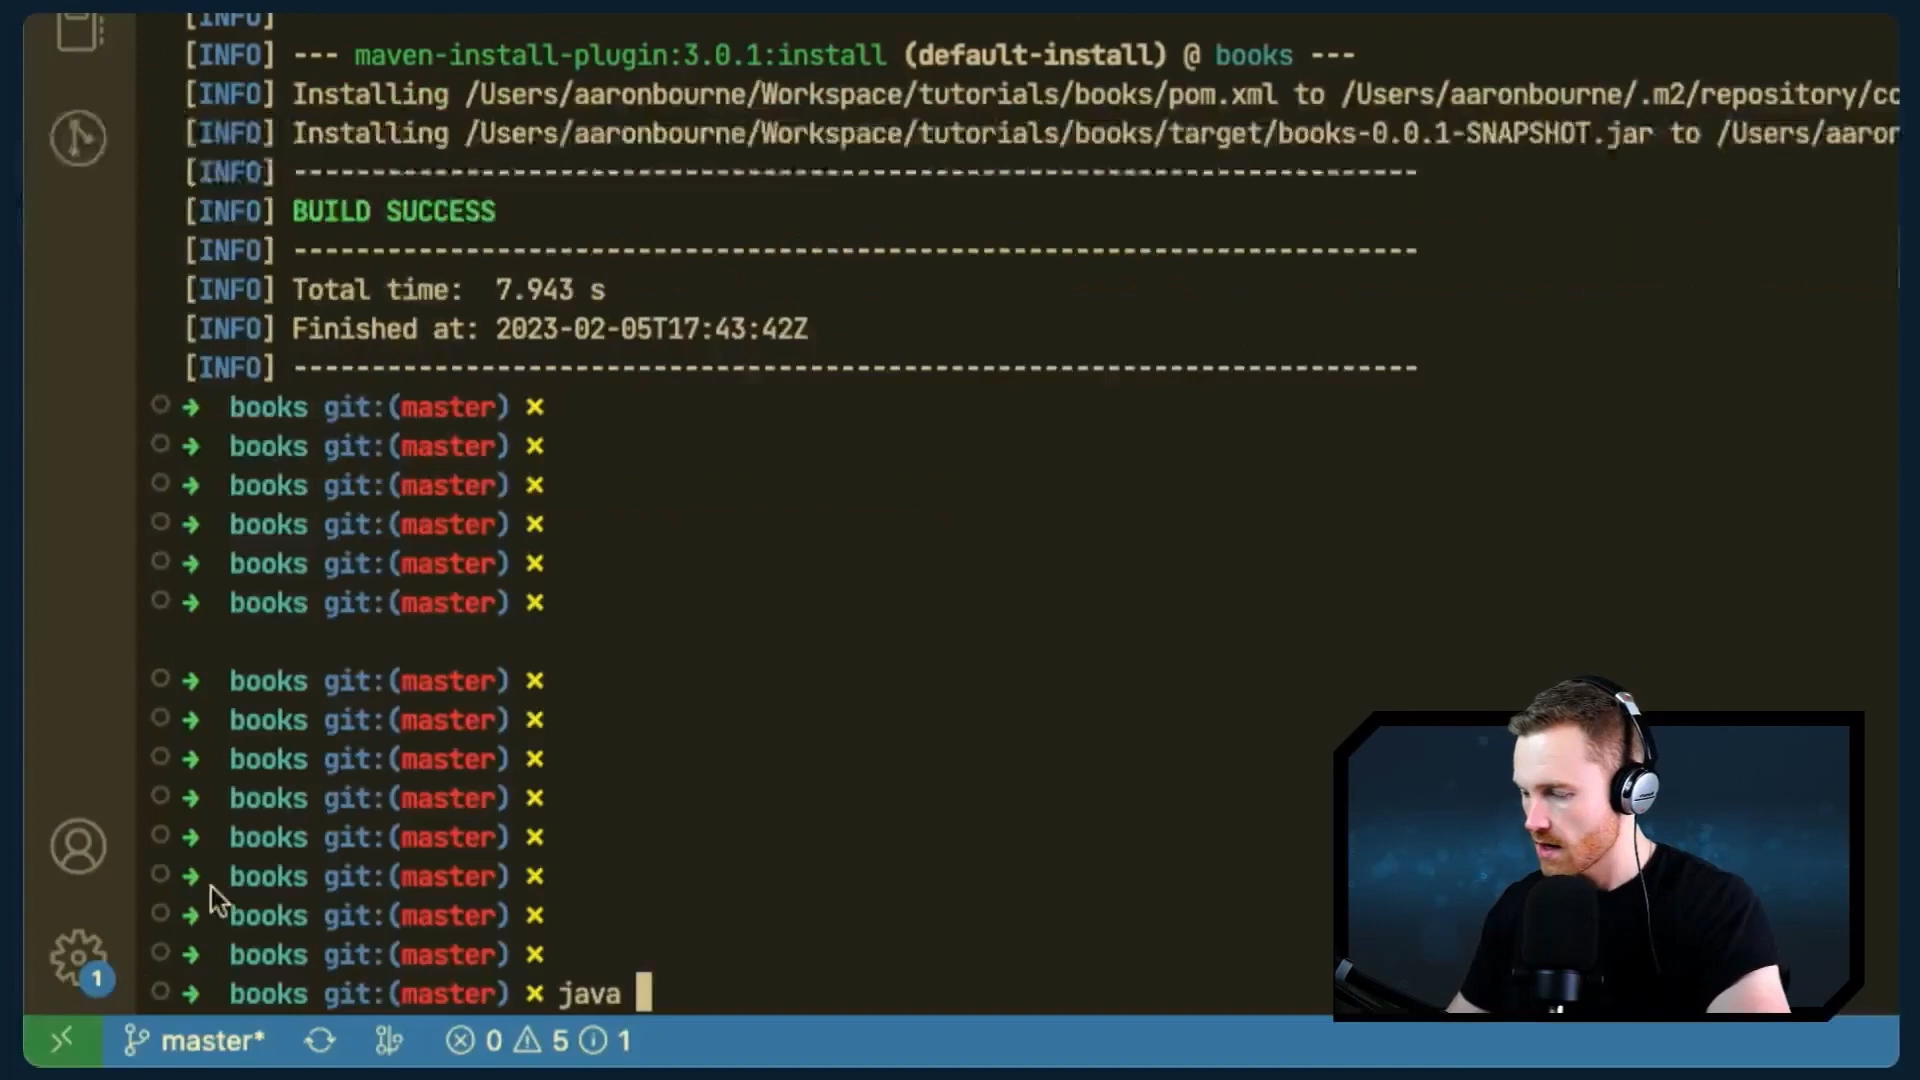 [INFO]
[INFO] --- maven-install-plugin:3.0.1:install (default-install) @ books ---
[INFO] Installing /Users/aaronbourne/Workspace/tutorials/books/pom.xml to /Users/aaronbourne/.m2/repository/co
[INFO] Installing /Users/aaronbourne/Workspace/tutorials/books/target/books-0.0.1-SNAPSHOT.jar to /Users/aaron
[INFO] ------------------------------------------------------------------------
[INFO] BUILD SUCCESS
[INFO] ------------------------------------------------------------------------
[INFO] Total time:  7.943 s
[INFO] Finished at: 2023-02-05T17:43:42Z
[INFO] ------------------------------------------------------------------------
➜ books git:(master) ✗
➜ books git:(master) ✗
➜ books git:(master) ✗
➜ books git:(master) ✗
➜ books git:(master) ✗
➜ books git:(master) ✗
➜ books git:(master) ✗
➜ books git:(master) ✗
➜ books git:(master) ✗
➜ books git:(master) ✗
➜ books git:(master) ✗
➜ books git:(master) ✗
➜ books git:(master) ✗
➜ books git:(master) ✗
➜ books git:(master) ✗ java
1
master* 0 5 1